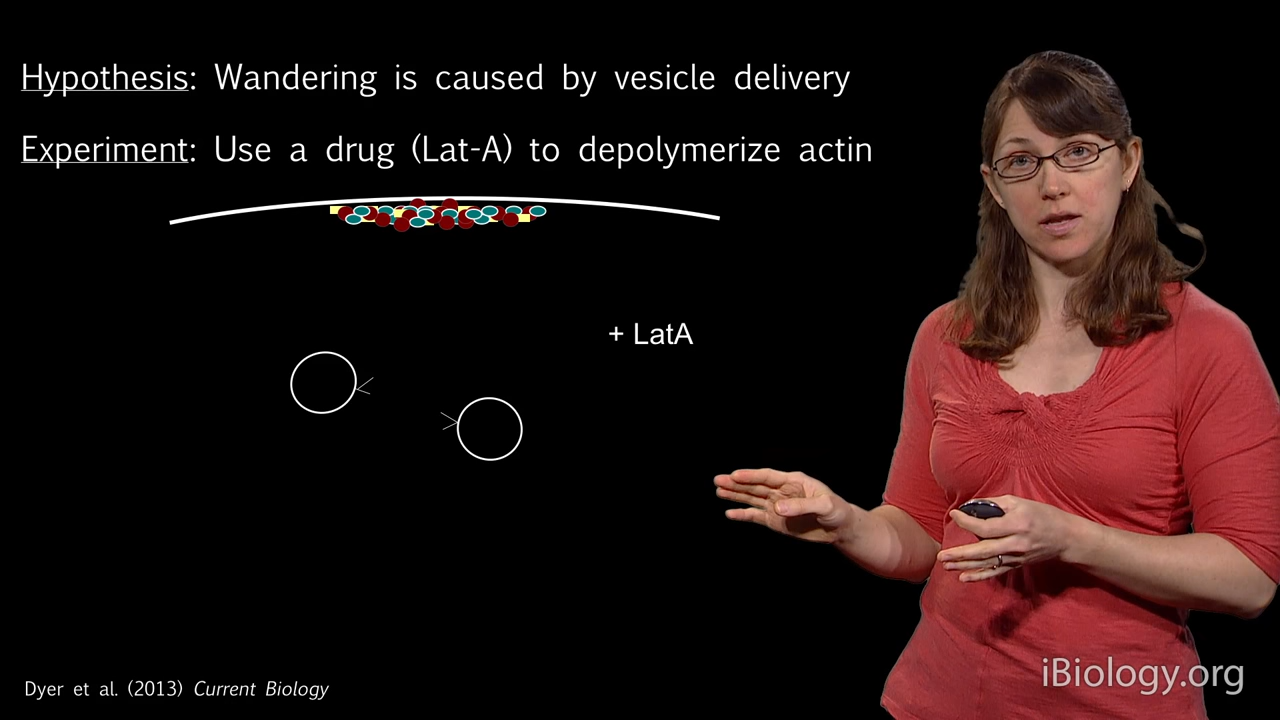 Hypothesis: Wandering is caused by vesicle delivery
Experiment: Use a drug (Lat-A) to depolymerize actin
+ LatA
Dyer et al. (2013) Current Biology
iBiology.org